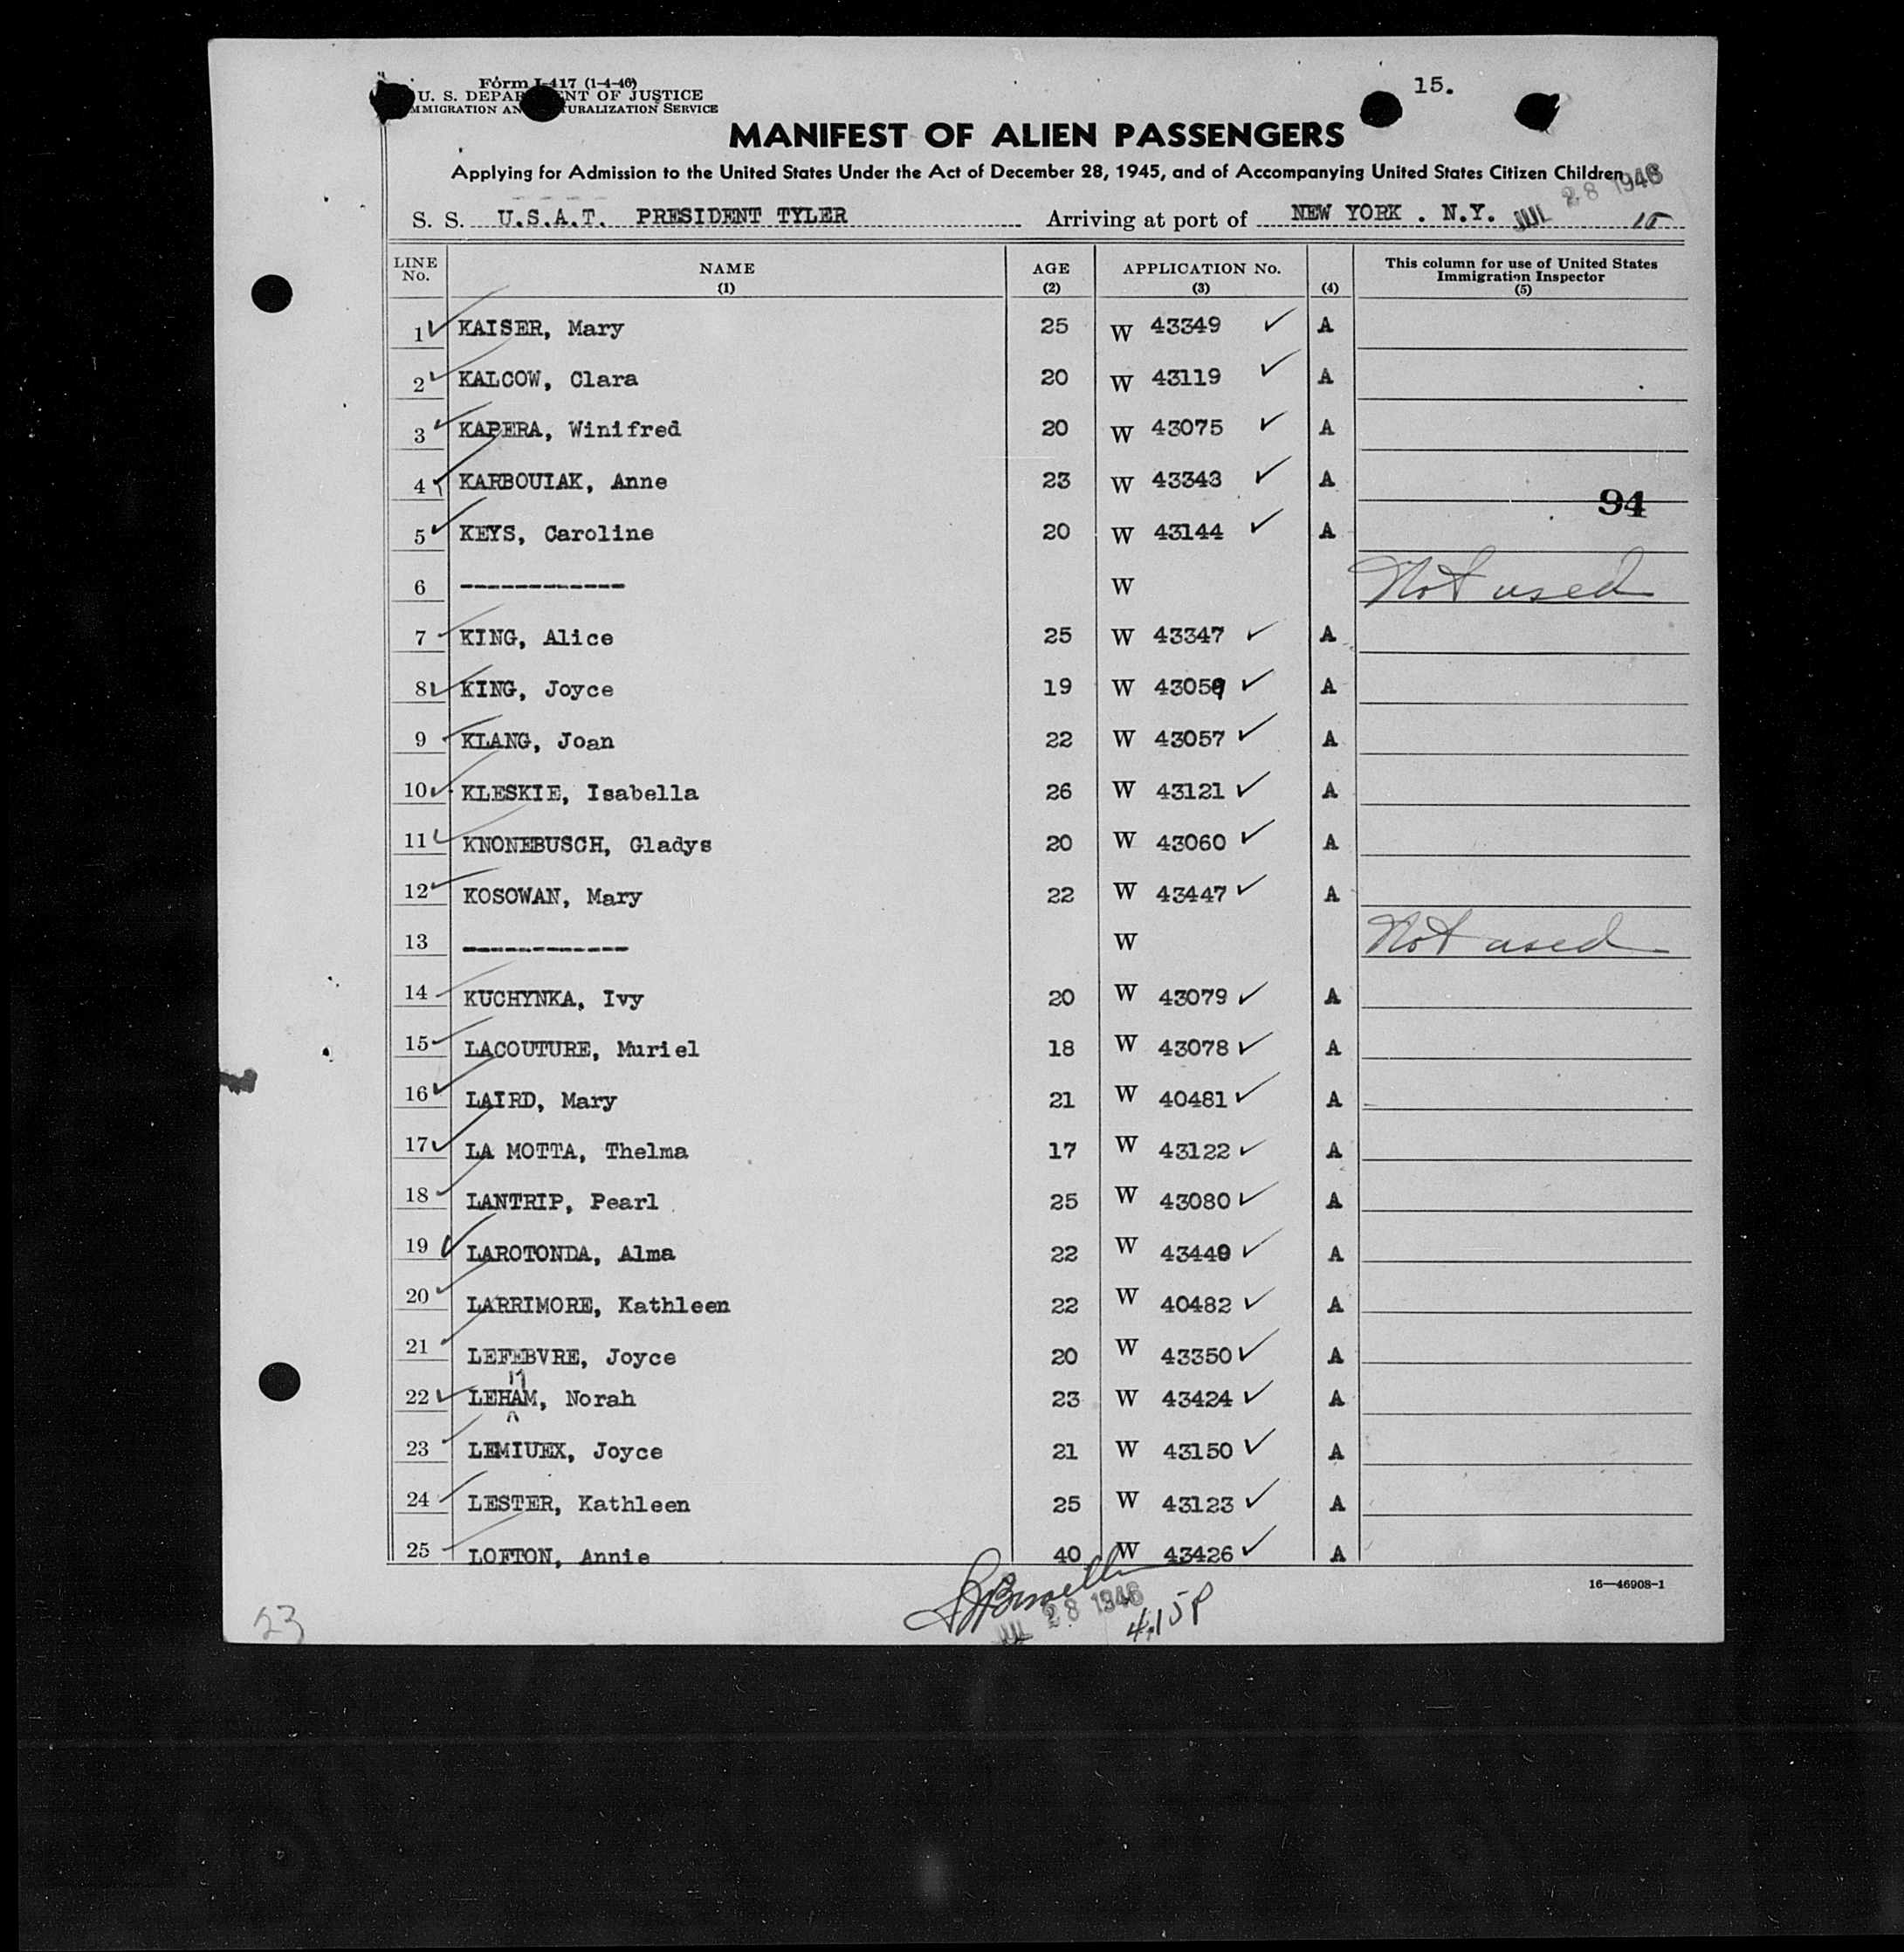 Form I-417 (1-4-46)
15.
U. S. DEPAR ENT OF JUSTICE
MMIGRATION AN TURALIZATION SERVICE
MANIFEST OF ALIEN PASSENGERS
Applying for Admission to the United States Under the Act of December 28, 1945, and of Accompanying United States Citizen Children
JUL 28 1946
S. S. U.S.A.T. PRESIDENT TYLER Arriving at port of NEW YORK . N.Y. 15
LINE No. NAME (1) AGE (2) APPLICATION No. (3) (4) This column for use of United States Immigration Inspector (5)
1 KAISER, Mary 25 W 43349 A
2 KALCOW, Clara 20 W 43119 A
3 KAPERA, Winifred 20 W 43075 A
4 KARBOUIAK, Anne 23 W 43343 A
94
5 KEYS, Caroline 20 W 43144 A
6 ------------ W Not used
7 KING, Alice 25 W 43347 A
8 KING, Joyce 19 W 43059 A
9 KLANG, Joan 22 W 43057 A
10 KLESKIE, Isabella 26 W 43121 A
11 KNONEBUSCH, Gladys 20 W 43060 A
12 KOSOWAN, Mary 22 W 43447 A
13 ------------ W Not used
14 KUCHYNKA, Ivy 20 W 43079 A
15 LACOUTURE, Muriel 18 W 43078 A
16 LAIRD, Mary 21 W 40481 A
17 LA MOTTA, Thelma 17 W 43122 A
18 LANTRIP, Pearl 25 W 43080 A
19 LAROTONDA, Alma 22 W 43449 A
20 LARRIMORE, Kathleen 22 W 40482 A
21 LEFEBVRE, Joyce 20 W 43350 A
22 LEHAM, Norah 23 W 43424 A
23 LEMIUEX, Joyce 21 W 43150 A
24 LESTER, Kathleen 25 W 43123 A
25 LOFTON, Annie 40 W 43426 A
16—46908-1
JUL 28 1946
4.15P
23